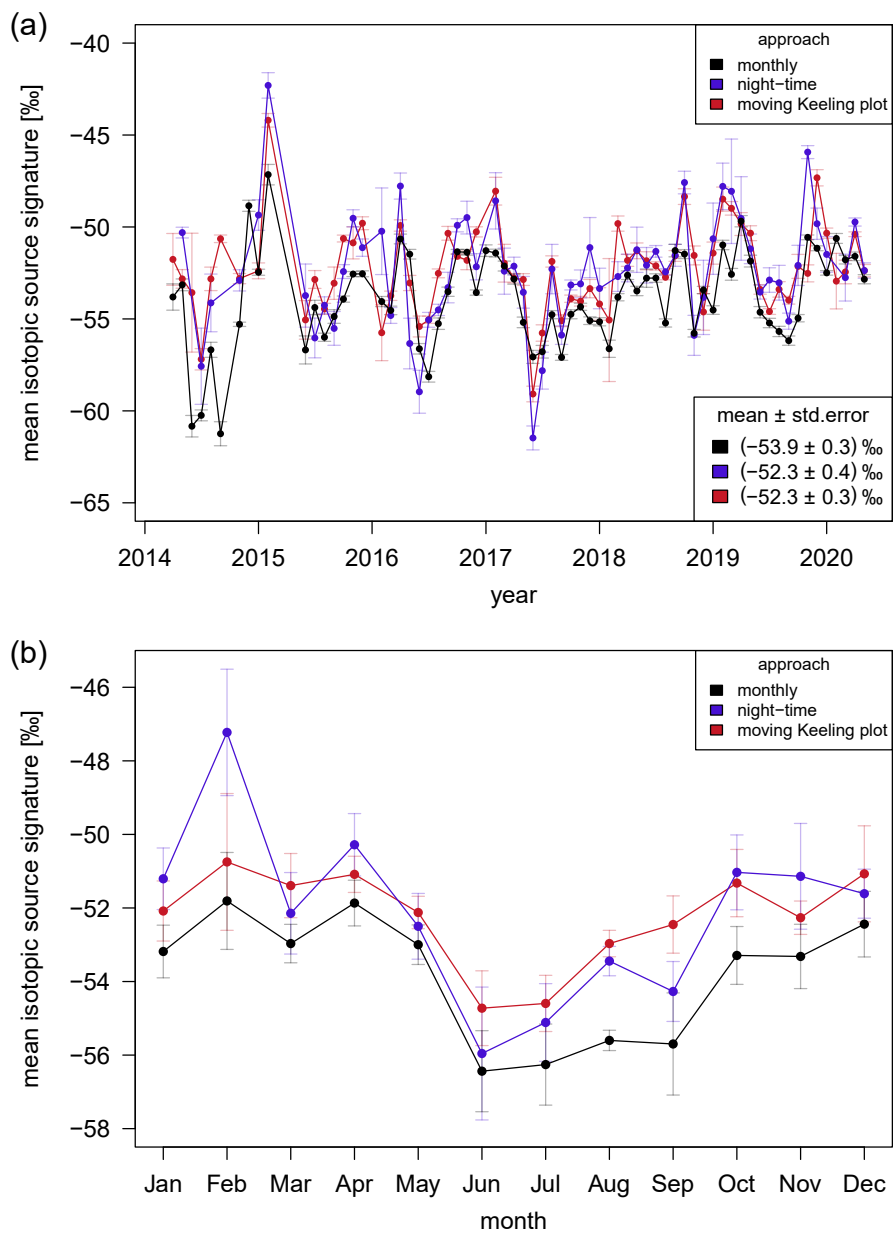 (a)
mean isotopic source signature [‰]
−40
−45
−50
−55
−60
−65
approach
monthly
night−time
moving Keeling plot
mean ± std.error
(−53.9 ± 0.3) ‰
(−52.3 ± 0.4) ‰
(−52.3 ± 0.3) ‰
2014 2015 2016 2017 2018 2019 2020
year
(b)
mean isotopic source signature [‰]
−46
−48
−50
−52
−54
−56
−58
approach
monthly
night−time
moving Keeling plot
Jan Feb Mar Apr May Jun Jul Aug Sep Oct Nov Dec
month